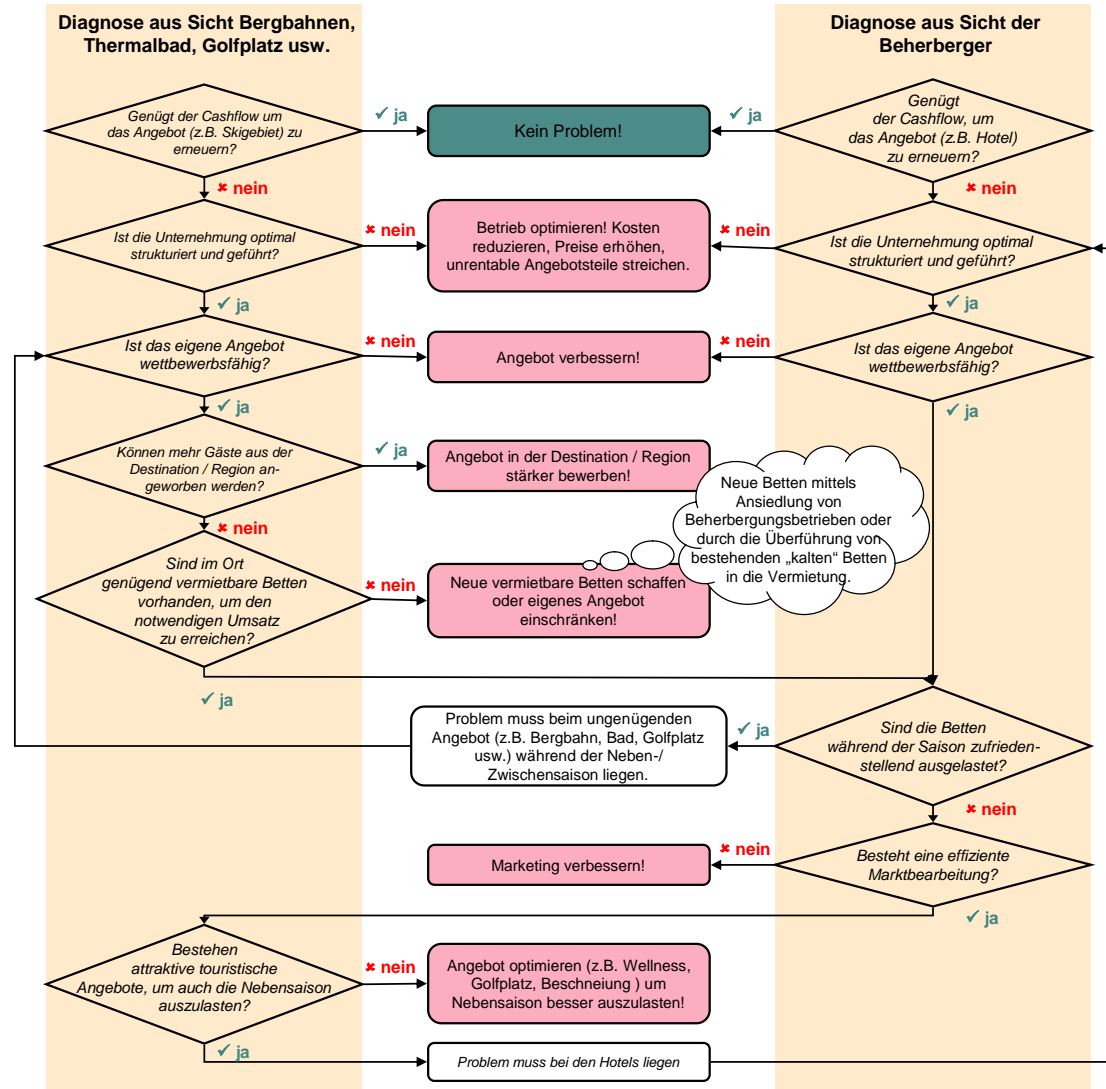 Diagnose aus Sicht Bergbahnen,
Thermalbad, Golfplatz usw.
Diagnose aus Sicht der
Beherberger
Genügt der Cashflow um
das Angebot (z.B. Skigebiet) zu
erneuern?
✓ ja
Kein Problem!
✓ ja
Genügt
der Cashflow, um
das Angebot (z.B. Hotel)
zu erneuern?
✘ nein
✘ nein
Ist die Unternehmung optimal
strukturiert und geführt?
✘ nein
Betrieb optimieren! Kosten
reduzieren, Preise erhöhen,
unrentable Angebotsteile streichen.
✘ nein
Ist die Unternehmung optimal
strukturiert und geführt?
✓ ja
✓ ja
Ist das eigene Angebot
wettbewerbsfähig?
✘ nein
Angebot verbessern!
✘ nein
Ist das eigene Angebot
wettbewerbsfähig?
✓ ja
✓ ja
Können mehr Gäste aus der
Destination / Region an-
geworben werden?
✓ ja
Angebot in der Destination / Region
stärker bewerben!
Neue Betten mittels
Ansiedlung von
Beherbergungsbetrieben oder
durch die Überführung von
bestehenden „kalten“ Betten
in die Vermietung.
✘ nein
Sind im Ort
genügend vermietbare Betten
vorhanden, um den
notwendigen Umsatz
zu erreichen?
✘ nein
Neue vermietbare Betten schaffen
oder eigenes Angebot
einschränken!
✓ ja
Problem muss beim ungenügenden
Angebot (z.B. Bergbahn, Bad, Golfplatz
usw.) während der Neben-/
Zwischensaison liegen.
✓ ja
Sind die Betten
während der Saison zufrieden-
stellend ausgelastet?
✘ nein
Marketing verbessern!
✘ nein
Besteht eine effiziente
Marktbearbeitung?
✓ ja
Bestehen
attraktive touristische
Angebote, um auch die Nebensaison
auszulasten?
✘ nein
Angebot optimieren (z.B. Wellness,
Golfplatz, Beschneiung ) um
Nebensaison besser auszulasten!
✓ ja
Problem muss bei den Hotels liegen